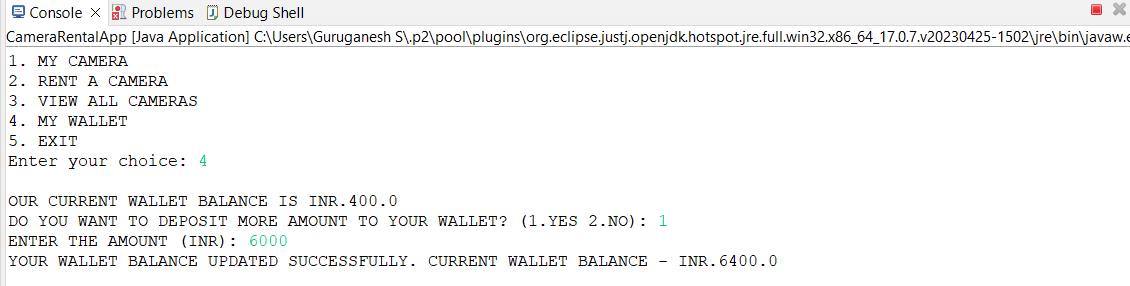 Console Problems Debug Shell
CameraRentalApp [Java Application] C:\Users\Guruganesh S\.p2\pool\plugins\org.eclipse.justj.openjdk.hotspot.jre.full.win32.x86_64_17.0.7.v20230425-1502\jre\bin\javaw.e
1. MY CAMERA
2. RENT A CAMERA
3. VIEW ALL CAMERAS
4. MY WALLET
5. EXIT
Enter your choice: 4
OUR CURRENT WALLET BALANCE IS INR.400.0
DO YOU WANT TO DEPOSIT MORE AMOUNT TO YOUR WALLET? (1.YES 2.NO): 1
ENTER THE AMOUNT (INR): 6000
YOUR WALLET BALANCE UPDATED SUCCESSFULLY. CURRENT WALLET BALANCE - INR.6400.0